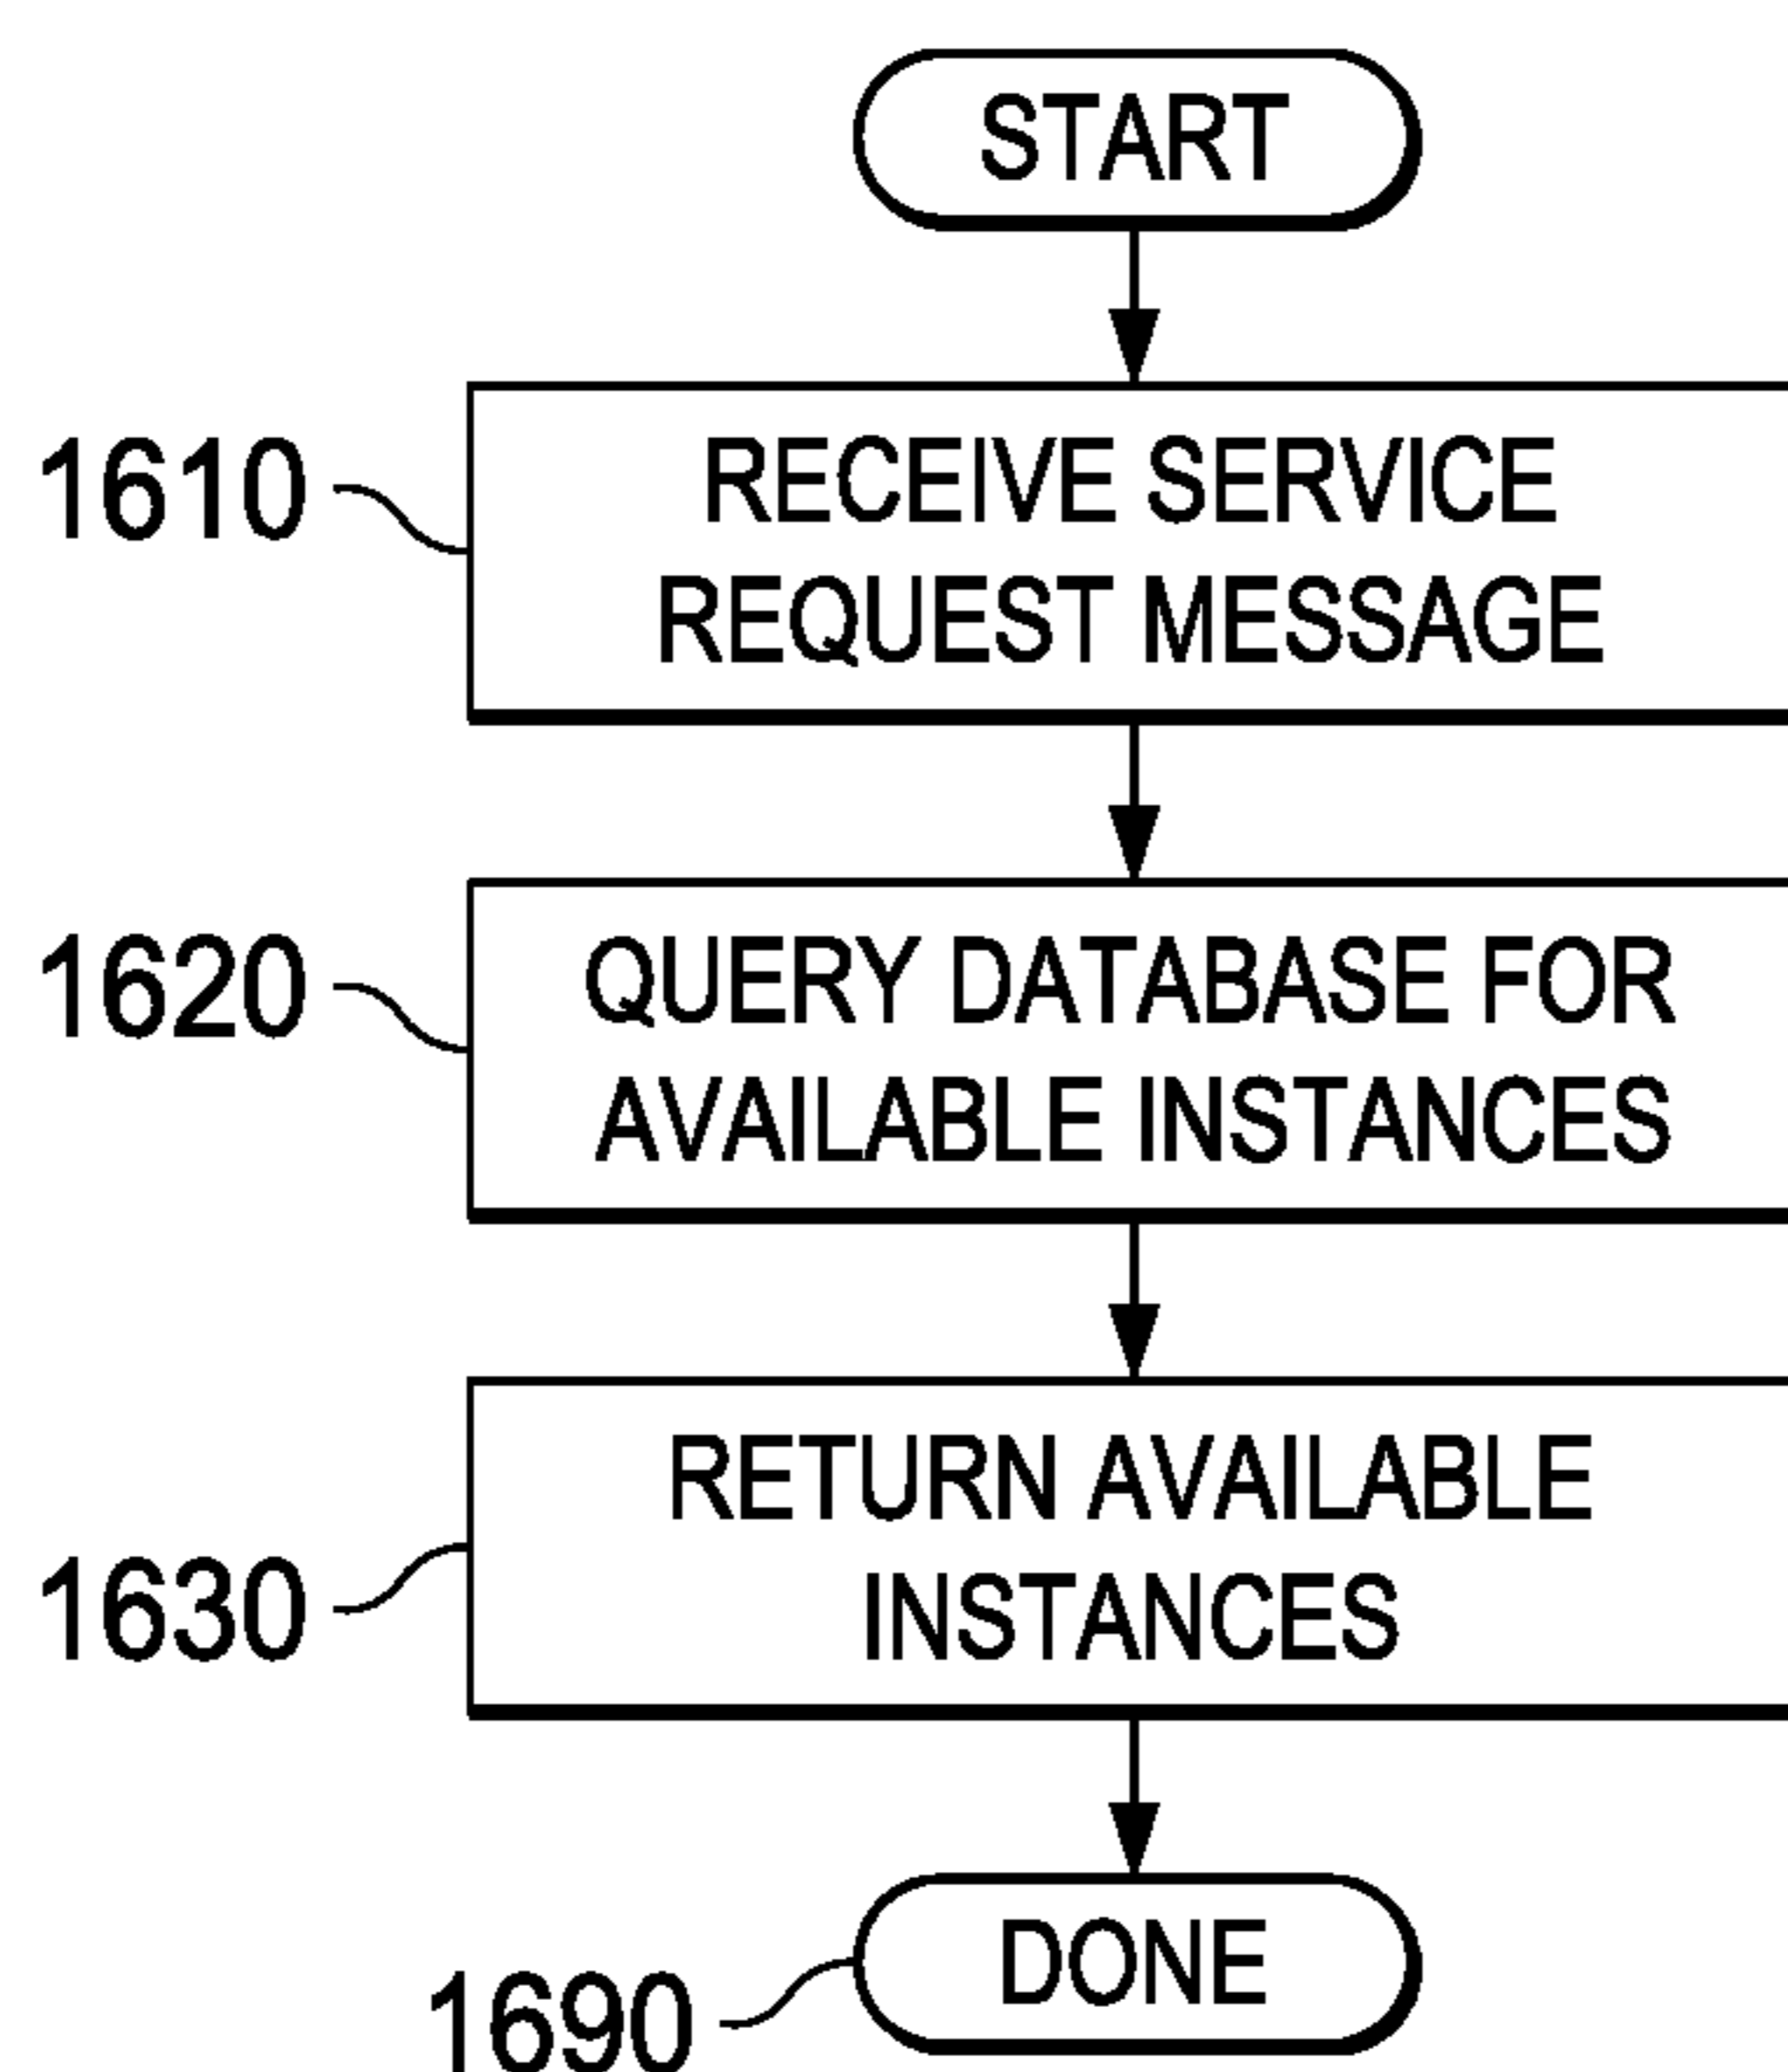 START
1610
RECEIVE SERVICE
REQUEST MESSAGE
1620
QUERY DATABASE FOR
AVAILABLE INSTANCES
1630
RETURN AVAILABLE
INSTANCES
1690
DONE